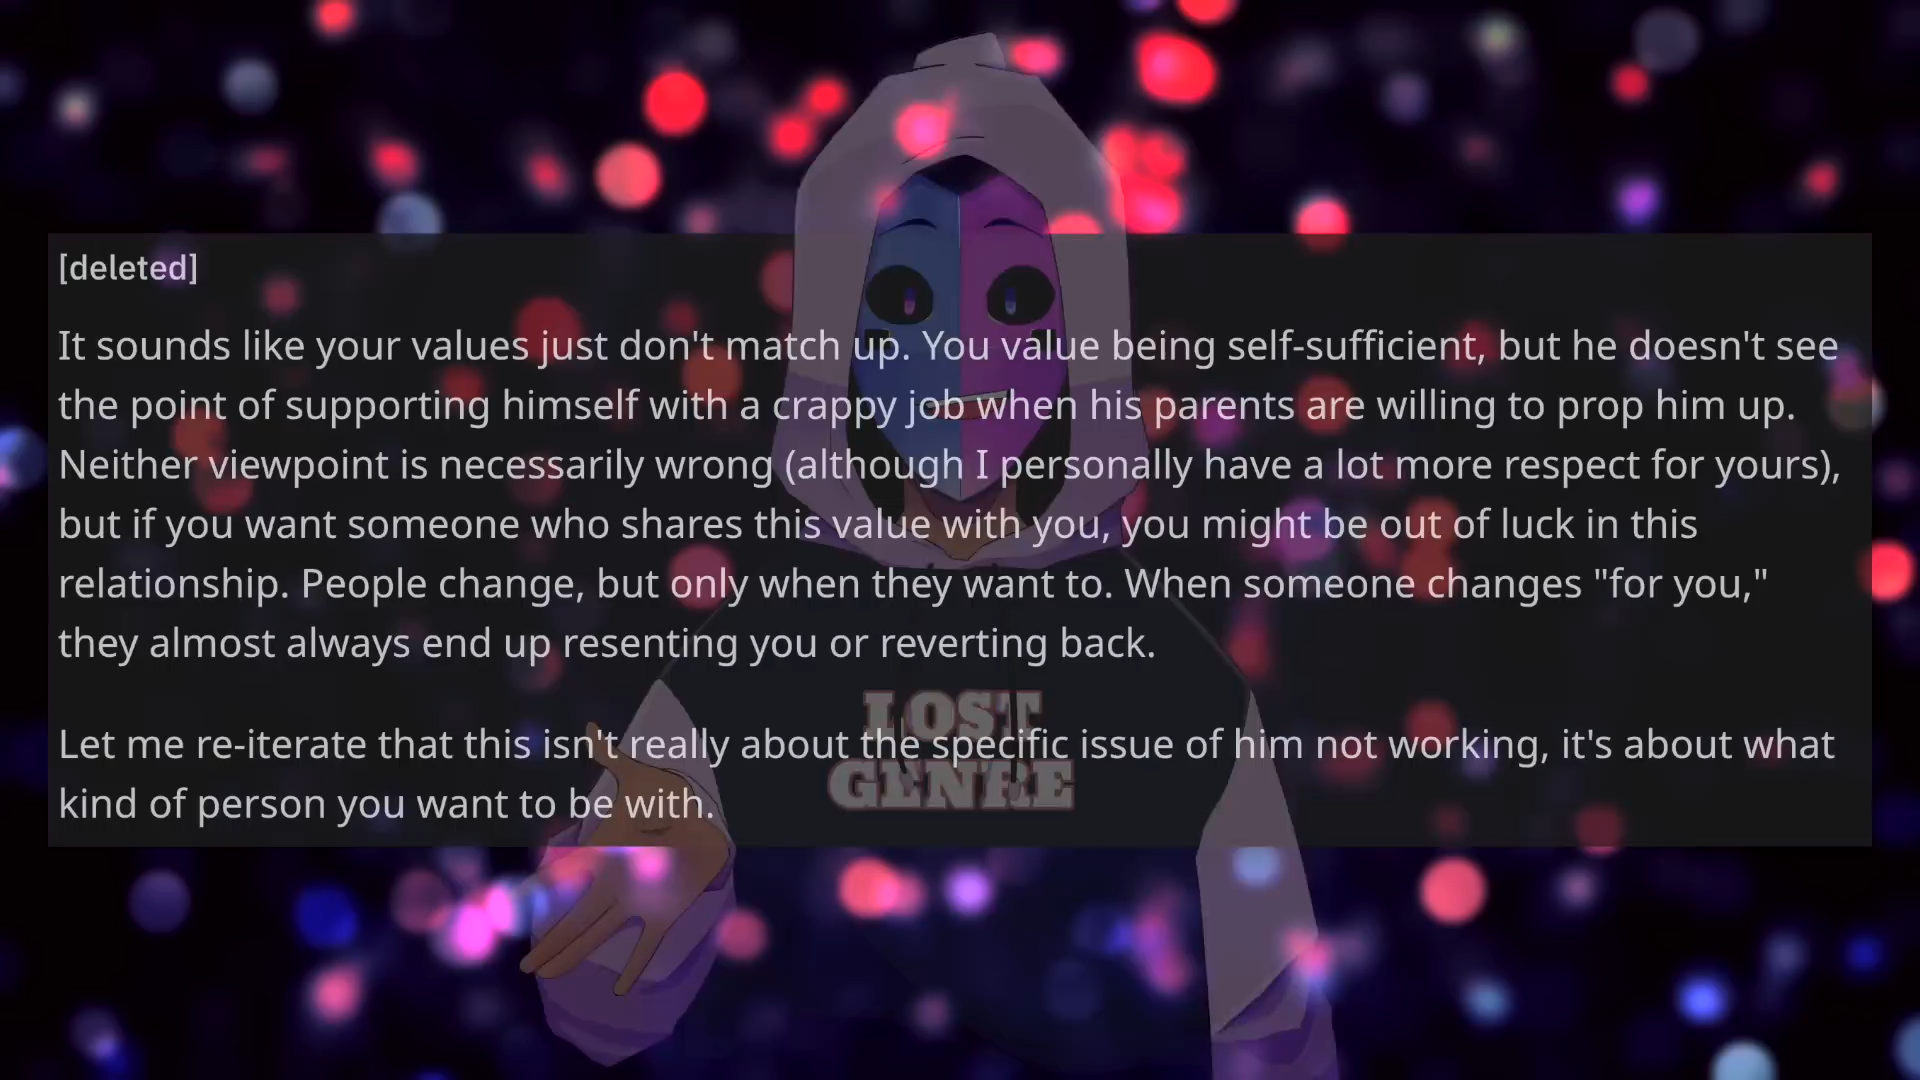 [deleted]
It sounds like your values just don't match up. You value being self-sufficient, but he doesn't see
the point of supporting himself with a crappy job when his parents are willing to prop him up.
Neither viewpoint is necessarily wrong (although I personally have a lot more respect for yours),
but if you want someone who shares this value with you, you might be out of luck in this
relationship. People change, but only when they want to. When someone changes "for you,"
they almost always end up resenting you or reverting back.
LOST
Let me re-iterate that this isn't really about the specific issue of him not working, it's about what
GENRE
kind of person you want to be with.